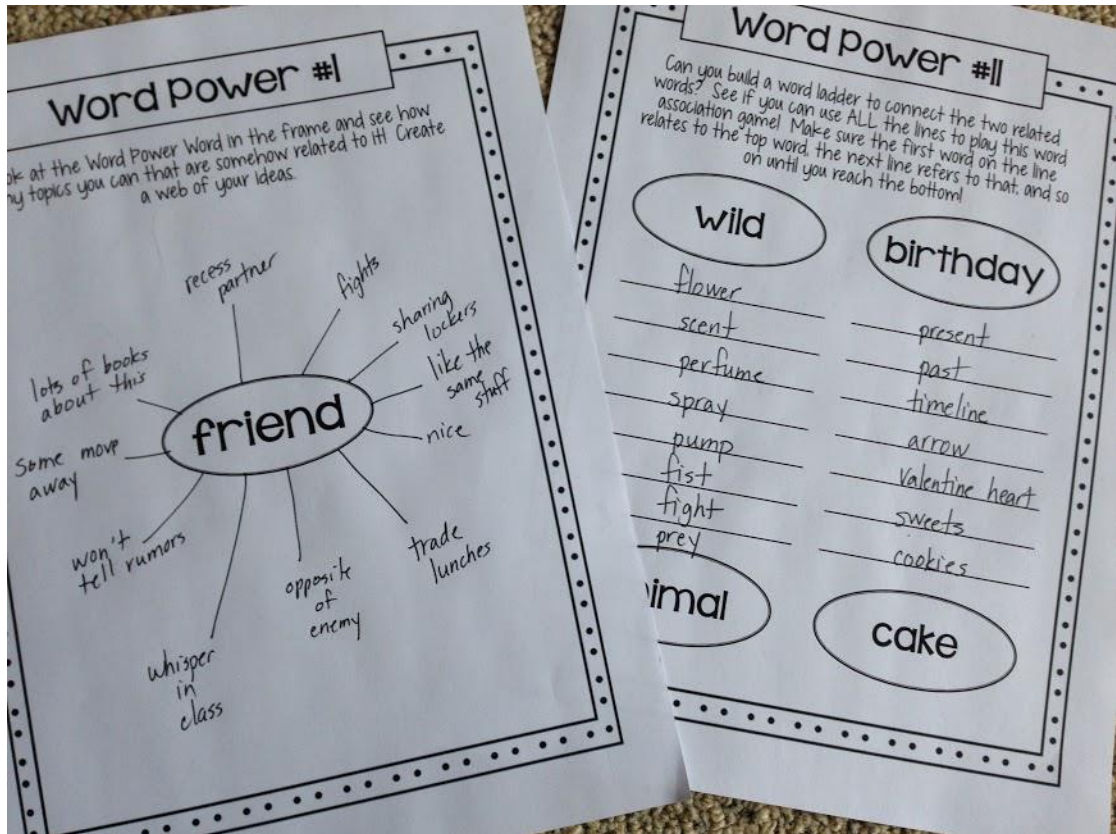 Word Power #1
ok at the Word Power Word in the frame and see how
ny topics you can that are somehow related to it! Create
a web of your ideas.
recess
partner
fights
sharing
lockers
like the
same
stuff
nice
trade
lunches
opposite
of
enemy
whisper
in
class
won't
tell rumors
some move
away
lots of books
about this
friend
Word Power #11
Can you build a word ladder to connect the two related
words? See if you can use ALL the lines to play this word
association game! Make sure the first word on the line
relates to the top word, the next line refers to that, and so
on until you reach the bottom!
wild
flower
scent
perfume
spray
pump
fist
fight
prey
imal
birthday
present
past
timeline
arrow
valentine heart
sweets
cookies
cake